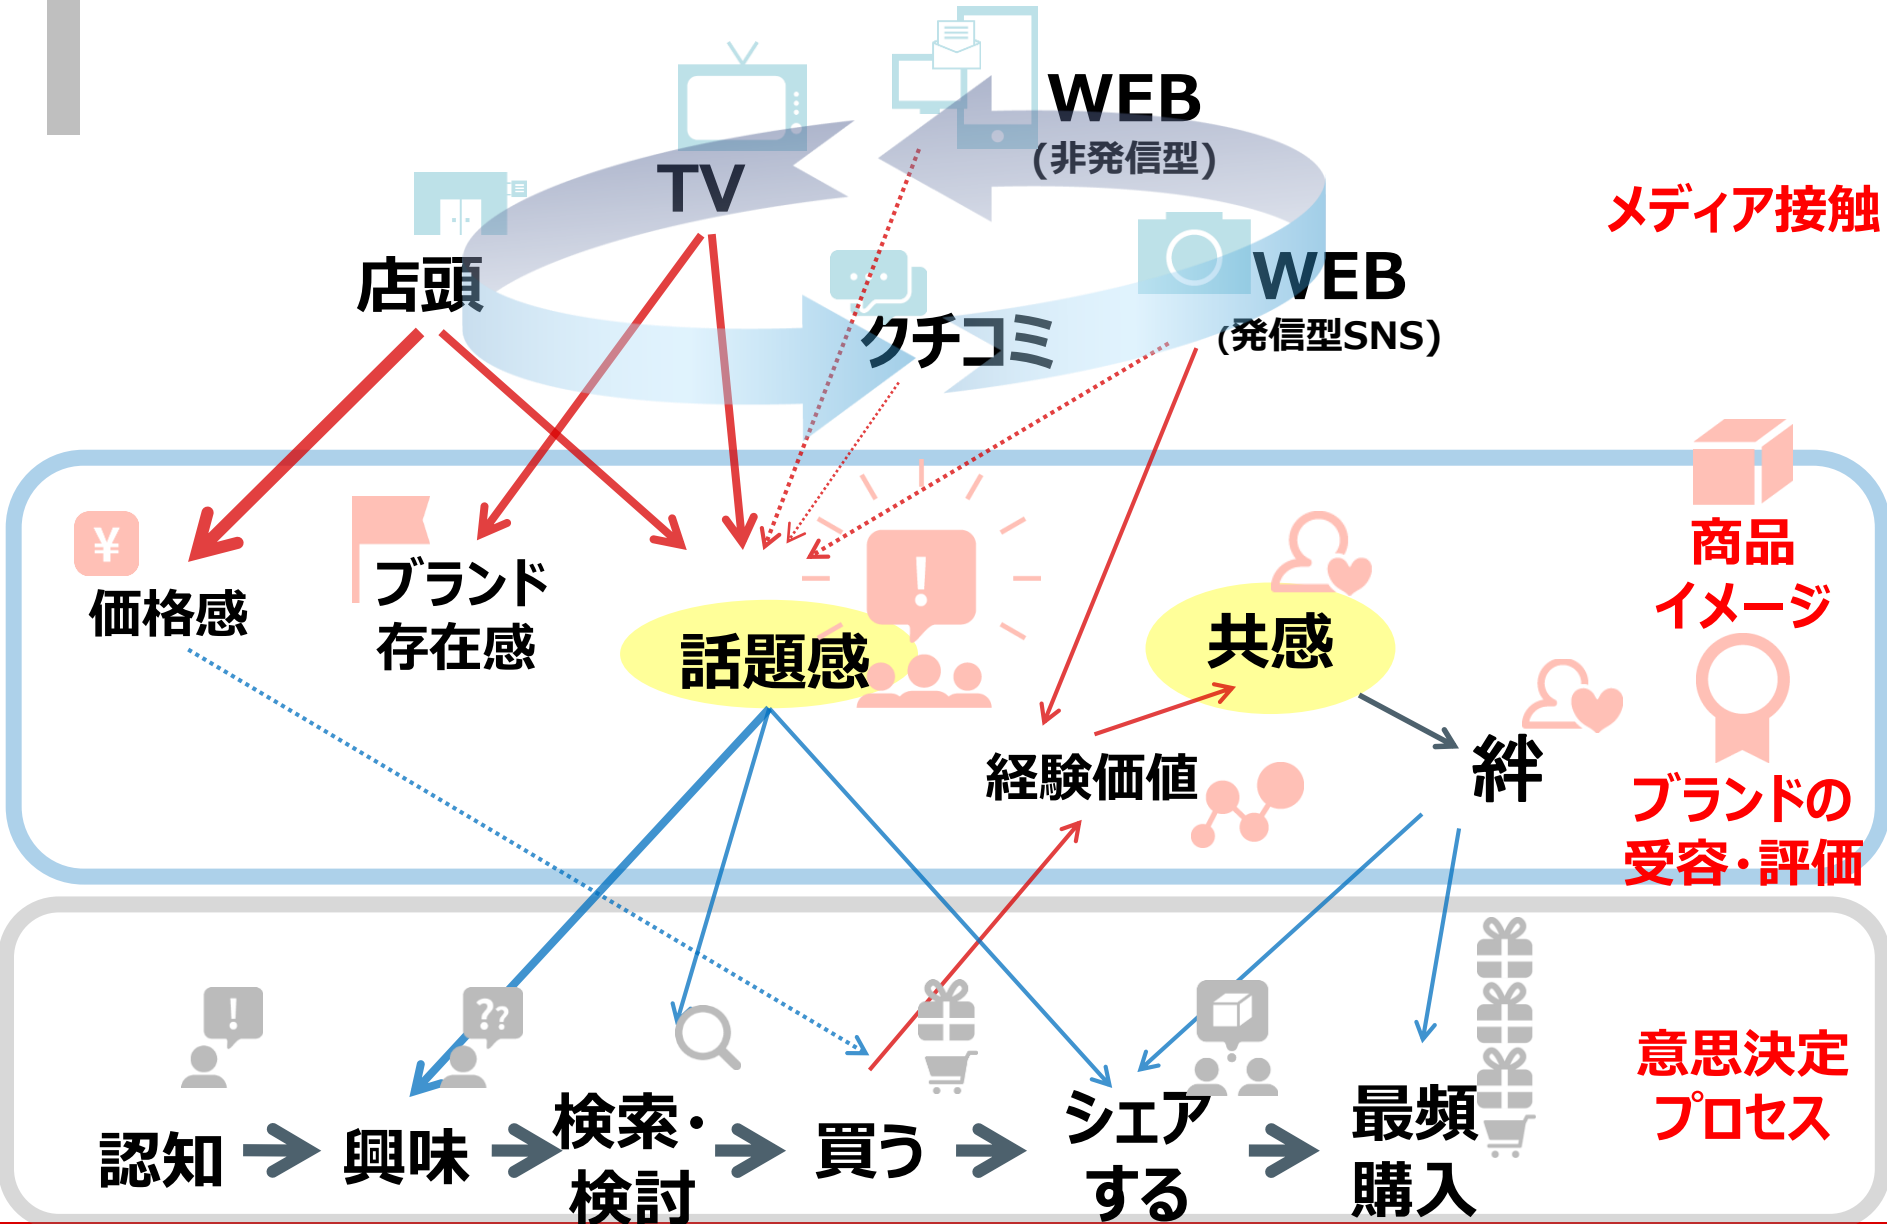 WEB
(非発信型)
TV
メディア接触
店頭
WEB
(発信型SNS)
クチコミ
¥
!
商品
イメージ
ブランド
存在感
価格感
話題感
共感
絆
経験価値
ブランドの
受容・評価
!
??
意思決定
プロセス
認知
興味
検索・
検討
買う
シェア
する
最頻
購入